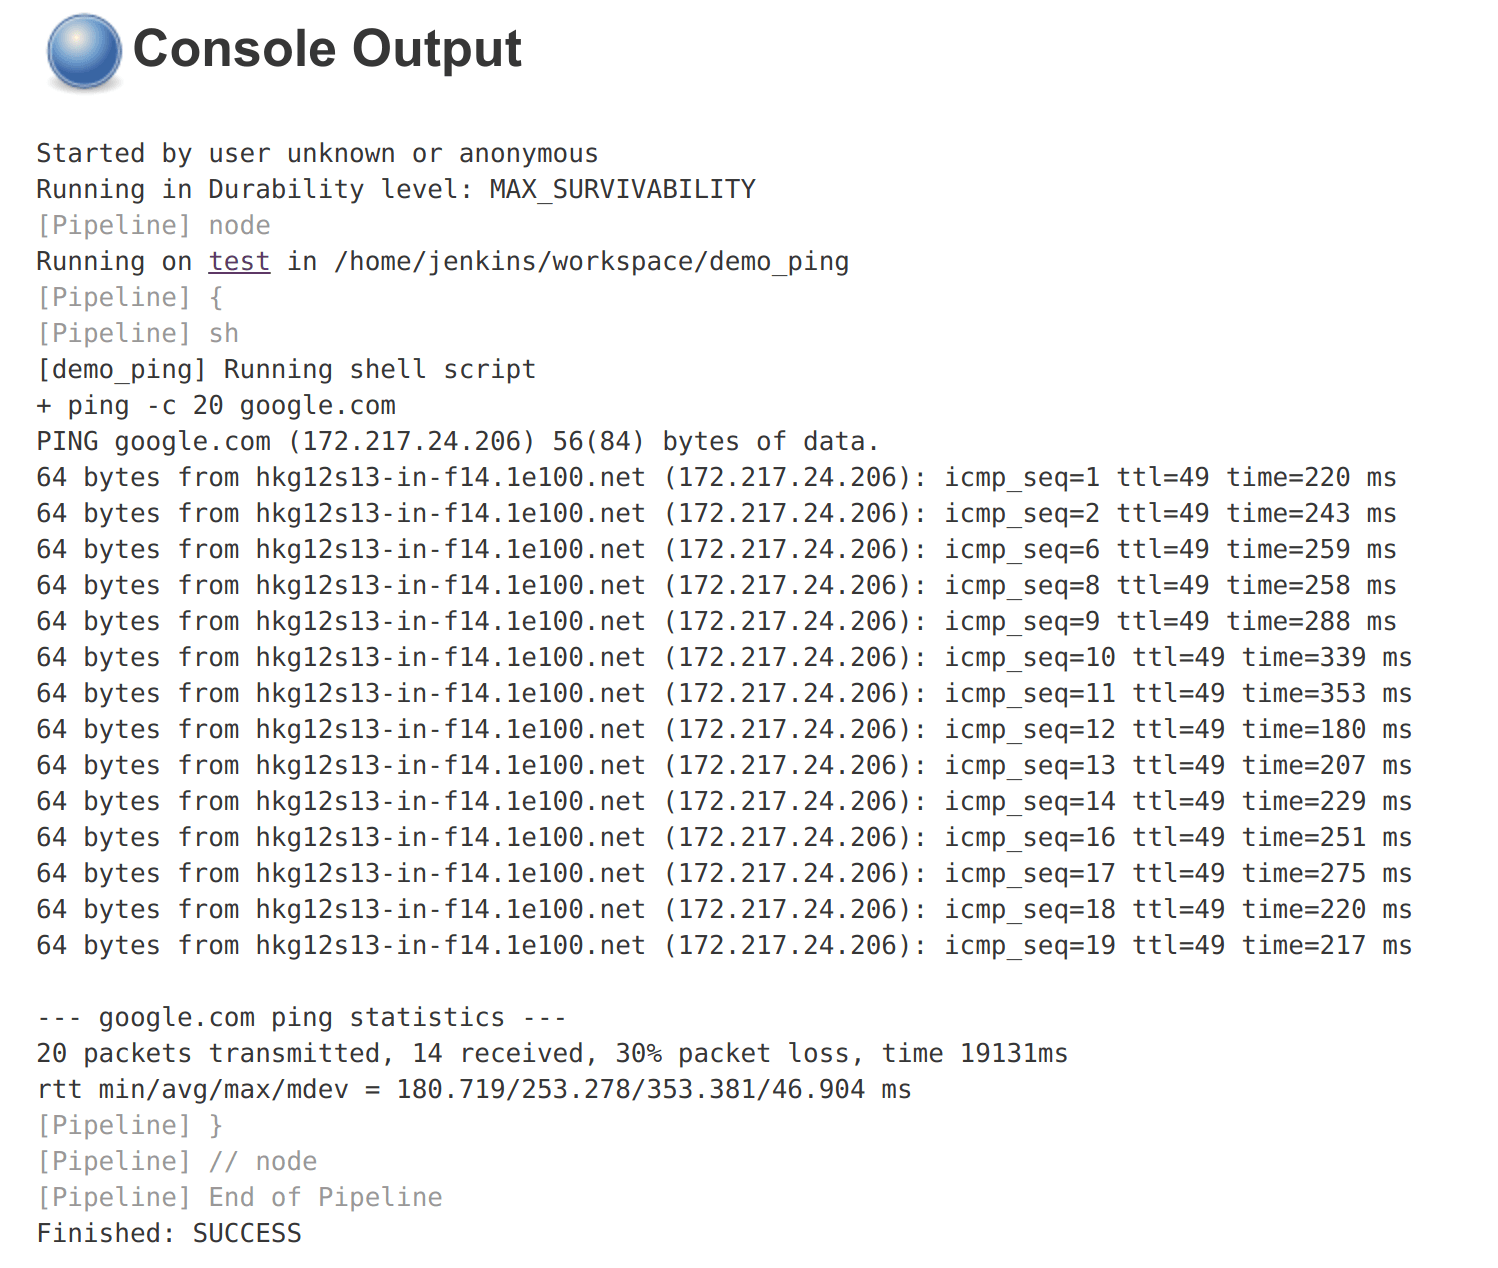 Console Output
Started by user unknown or anonymous
Running in Durability level: MAX_SURVIVABILITY
[Pipeline] node
Running on test in /home/jenkins/workspace/demo_ping
[Pipeline] {
[Pipeline] sh
[demo_ping] Running shell script
+ ping -c 20 google.com
PING google.com (172.217.24.206) 56(84) bytes of data.
64 bytes from hkg12s13-in-f14.1e100.net (172.217.24.206): icmp_seq=1 ttl=49 time=220 ms
64 bytes from hkg12s13-in-f14.1e100.net (172.217.24.206): icmp_seq=2 ttl=49 time=243 ms
64 bytes from hkg12s13-in-f14.1e100.net (172.217.24.206): icmp_seq=6 ttl=49 time=259 ms
64 bytes from hkg12s13-in-f14.1e100.net (172.217.24.206): icmp_seq=8 ttl=49 time=258 ms
64 bytes from hkg12s13-in-f14.1e100.net (172.217.24.206): icmp_seq=9 ttl=49 time=288 ms
64 bytes from hkg12s13-in-f14.1e100.net (172.217.24.206): icmp_seq=10 ttl=49 time=339 ms
64 bytes from hkg12s13-in-f14.1e100.net (172.217.24.206): icmp_seq=11 ttl=49 time=353 ms
64 bytes from hkg12s13-in-f14.1e100.net (172.217.24.206): icmp_seq=12 ttl=49 time=180 ms
64 bytes from hkg12s13-in-f14.1e100.net (172.217.24.206): icmp_seq=13 ttl=49 time=207 ms
64 bytes from hkg12s13-in-f14.1e100.net (172.217.24.206): icmp_seq=14 ttl=49 time=229 ms
64 bytes from hkg12s13-in-f14.1e100.net (172.217.24.206): icmp_seq=16 ttl=49 time=251 ms
64 bytes from hkg12s13-in-f14.1e100.net (172.217.24.206): icmp_seq=17 ttl=49 time=275 ms
64 bytes from hkg12s13-in-f14.1e100.net (172.217.24.206): icmp_seq=18 ttl=49 time=220 ms
64 bytes from hkg12s13-in-f14.1e100.net (172.217.24.206): icmp_seq=19 ttl=49 time=217 ms
--- google.com ping statistics ---
20 packets transmitted, 14 received, 30% packet loss, time 19131ms
rtt min/avg/max/mdev = 180.719/253.278/353.381/46.904 ms
[Pipeline] }
[Pipeline] // node
[Pipeline] End of Pipeline
Finished: SUCCESS